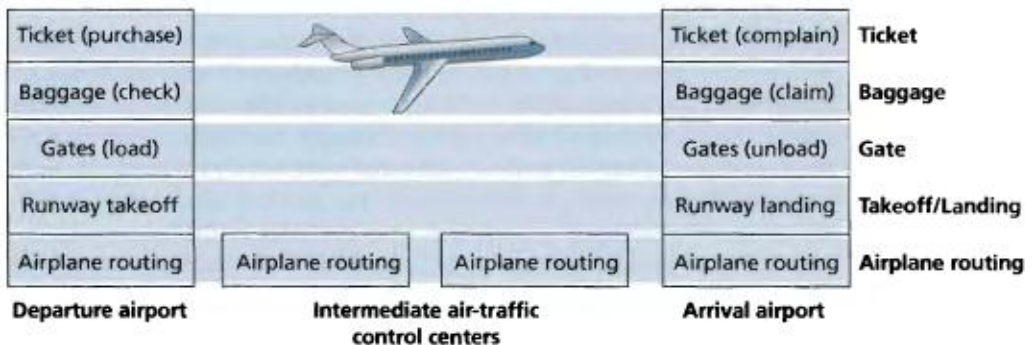 Ticket (purchase) Ticket (complain) Ticket
Baggage (check) Baggage (claim) Baggage
Gates (load) Gates (unload) Gate
Runway takeoff Runway landing Takeoff/Landing
Airplane routing Airplane routing Airplane routing Airplane routing Airplane routing
Departure airport Intermediate air-traffic Arrival airport
control centers